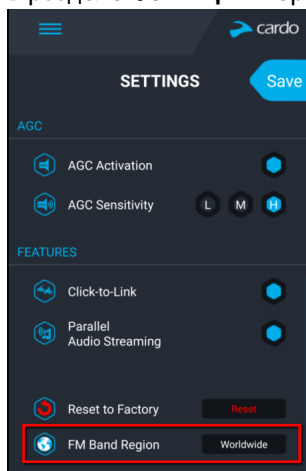 cardo
SETTINGS
Save
AGC
AGC Activation
AGC Sensitivity
L M H
FEATURES
Click-to-Link
Parallel
Audio Streaming
Reset to Factory
Reset
FM Band Region
Worldwide